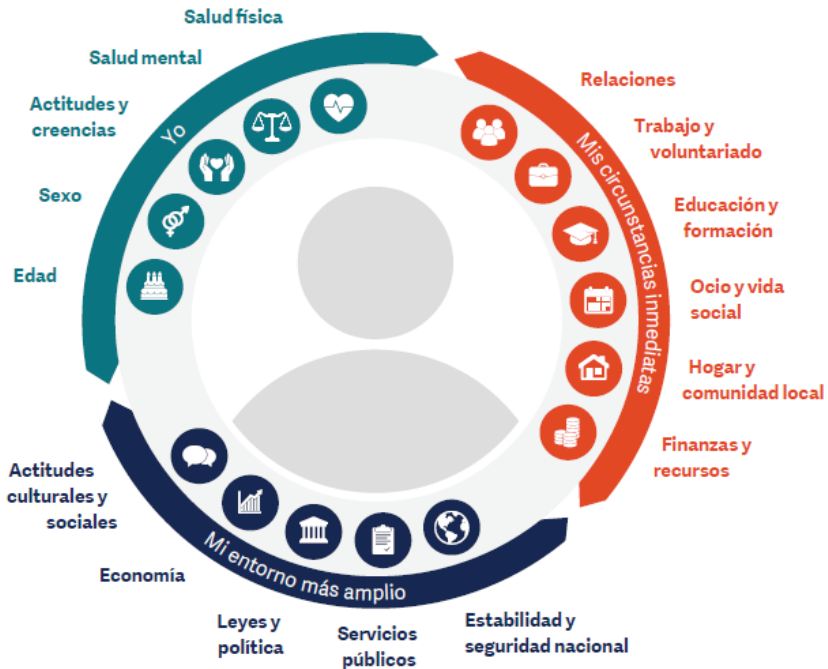 Salud física
Salud mental
Actitudes y
creencias
Sexo
Edad
Yo
Relaciones
Trabajo y
voluntariado
Educación y
formación
Ocio y vida
social
Hogar y
comunidad local
Finanzas y
recursos
Mis circunstancias inmediatas
Actitudes
culturales y
sociales
Economía
Leyes y
política
Servicios
públicos
Estabilidad y
seguridad nacional
Mi entorno más amplio